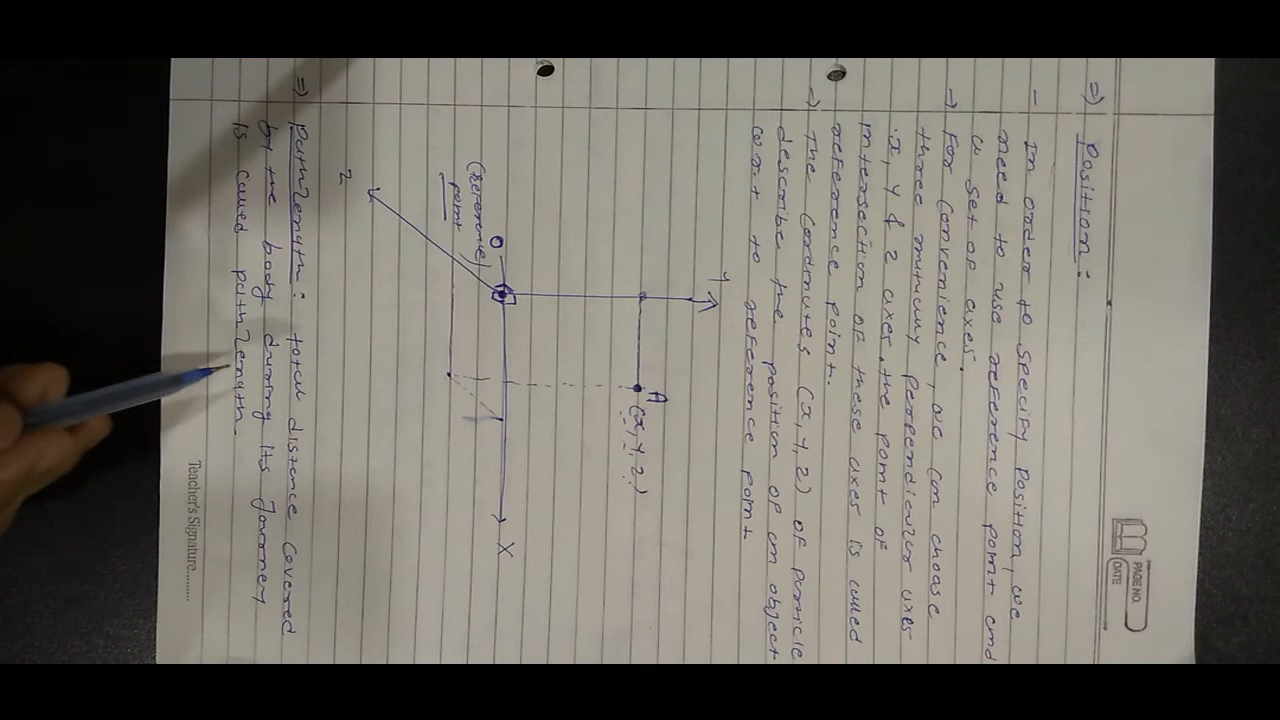 PAGE NO.
DATE
=) Position:
- In order to specify position, we
need to use reference point and
a set of axes.
→ For convenience, we can choose
three mutually perpendicular axes
x, y & z axes. the point of
intersection of these axes is called
reference point.
→ The cordinates (x, y, z) of particle
describe the position of an object
w.r.t to reference point
y
A
(x, y, z)
O
(Reference
point
X
z
=) path length: total distance covered
by the body during its Journey
is called path length.
Teacher's Signature.........